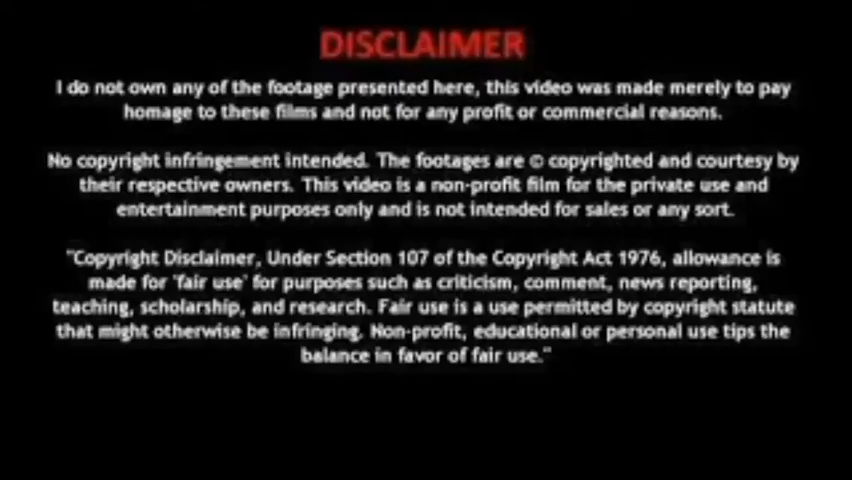 DISCLAIMER
I do not own any of the footage presented here, this video was made merely to pay
homage to these films and not for any profit or commercial reasons.
No copyright infringement intended. The footages are © copyrighted and courtesy by
their respective owners. This video is a non-profit film for the private use and
entertainment purposes only and is not intended for sales or any sort.
"Copyright Disclaimer, Under Section 107 of the Copyright Act 1976, allowance is
made for 'fair use' for purposes such as criticism, comment, news reporting,
teaching, scholarship, and research. Fair use is a use permitted by copyright statute
that might otherwise be infringing. Non-profit, educational or personal use tips the
balance in favor of fair use."